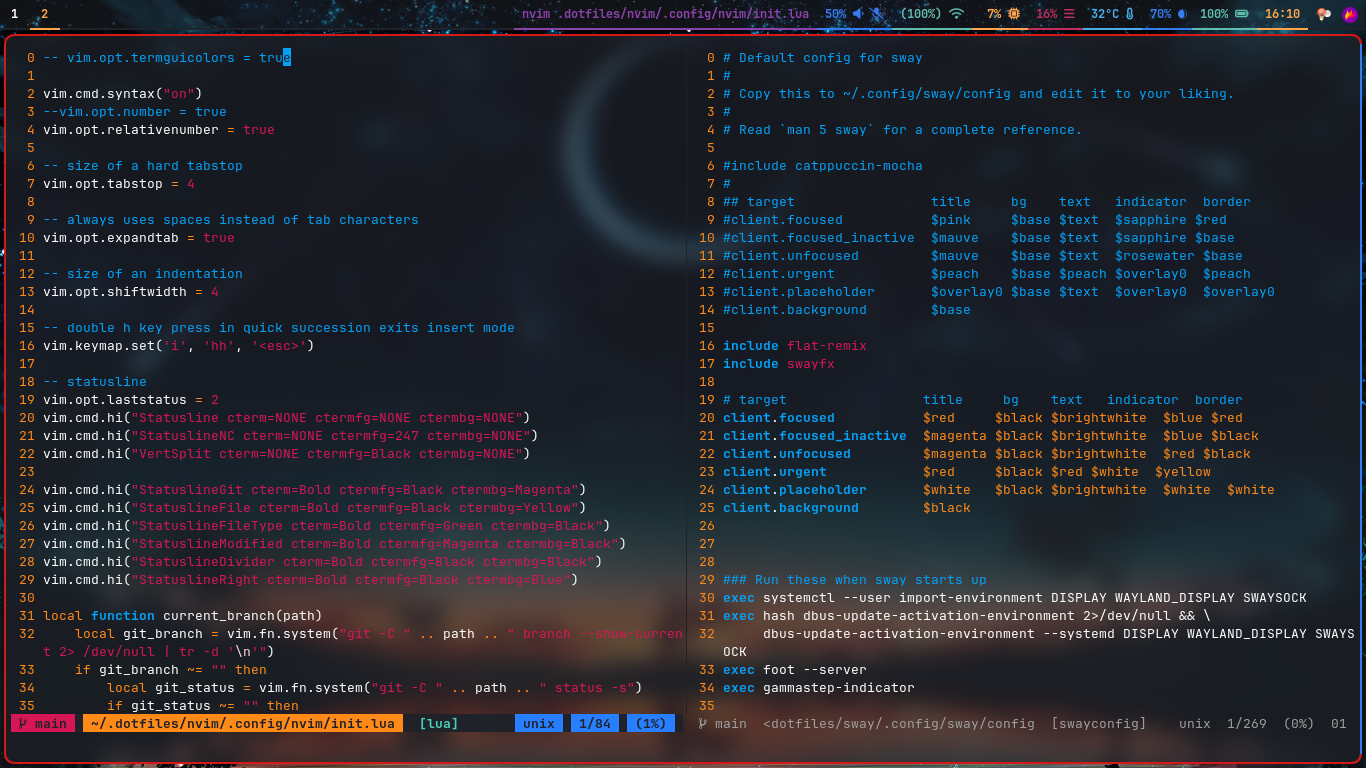 1 2 nvim .dotfiles/nvim/.config/nvim/init.lua 50% (100%) 7% 16% 32°C 70% 100% 16:10
0 -- vim.opt.termguicolors = true
1
2 vim.cmd.syntax("on")
3 --vim.opt.number = true
4 vim.opt.relativenumber = true
5
6 -- size of a hard tabstop
7 vim.opt.tabstop = 4
8
9 -- always uses spaces instead of tab characters
10 vim.opt.expandtab = true
11
12 -- size of an indentation
13 vim.opt.shiftwidth = 4
14
15 -- double h key press in quick succession exits insert mode
16 vim.keymap.set('i', 'hh', '<esc>')
17
18 -- statusline
19 vim.opt.laststatus = 2
20 vim.cmd.hi("Statusline cterm=NONE ctermfg=NONE ctermbg=NONE")
21 vim.cmd.hi("StatuslineNC cterm=NONE ctermfg=247 ctermbg=NONE")
22 vim.cmd.hi("VertSplit cterm=NONE ctermfg=Black ctermbg=NONE")
23
24 vim.cmd.hi("StatuslineGit cterm=Bold ctermfg=Black ctermbg=Magenta")
25 vim.cmd.hi("StatuslineFile cterm=Bold ctermfg=Black ctermbg=Yellow")
26 vim.cmd.hi("StatuslineFileType cterm=Bold ctermfg=Green ctermbg=Black")
27 vim.cmd.hi("StatuslineModified cterm=Bold ctermfg=Magenta ctermbg=Black")
28 vim.cmd.hi("StatuslineDivider cterm=Bold ctermfg=Black ctermbg=Black")
29 vim.cmd.hi("StatuslineRight cterm=Bold ctermfg=Black ctermbg=Blue")
30
31 local function current_branch(path)
32     local git_branch = vim.fn.system("git -C " .. path .. " branch --show-curren
t 2> /dev/null | tr -d '\n'")
33     if git_branch ~= "" then
34         local git_status = vim.fn.system("git -C " .. path .. " status -s")
35         if git_status ~= "" then
main ~/.dotfiles/nvim/.config/nvim/init.lua [lua] unix 1/84 (1%)
0 # Default config for sway
1 #
2 # Copy this to ~/.config/sway/config and edit it to your liking.
3 #
4 # Read `man 5 sway` for a complete reference.
5
6 #include catppuccin-mocha
7 #
8 ## target                 title     bg    text   indicator  border
9 #client.focused           $pink     $base $text  $sapphire $red
10 #client.focused_inactive  $mauve    $base $text  $sapphire $base
11 #client.unfocused         $mauve    $base $text  $rosewater $base
12 #client.urgent            $peach    $base $peach $overlay0  $peach
13 #client.placeholder       $overlay0 $base $text  $overlay0  $overlay0
14 #client.background        $base
15
16 include flat-remix
17 include swayfx
18
19 # target                 title     bg    text   indicator  border
20 client.focused           $red     $black $brightwhite  $blue $red
21 client.focused_inactive  $magenta $black $brightwhite  $blue $black
22 client.unfocused         $magenta $black $brightwhite  $red $black
23 client.urgent            $red     $black $red $white  $yellow
24 client.placeholder       $white   $black $brightwhite  $white  $white
25 client.background        $black
26
27
28
29 ### Run these when sway starts up
30 exec systemctl --user import-environment DISPLAY WAYLAND_DISPLAY SWAYSOCK
31 exec hash dbus-update-activation-environment 2>/dev/null && \
32      dbus-update-activation-environment --systemd DISPLAY WAYLAND_DISPLAY SWAYS
OCK
33 exec foot --server
34 exec gammastep-indicator
35
main <dotfiles/sway/.config/sway/config [swayconfig] unix 1/269 (0%) 01